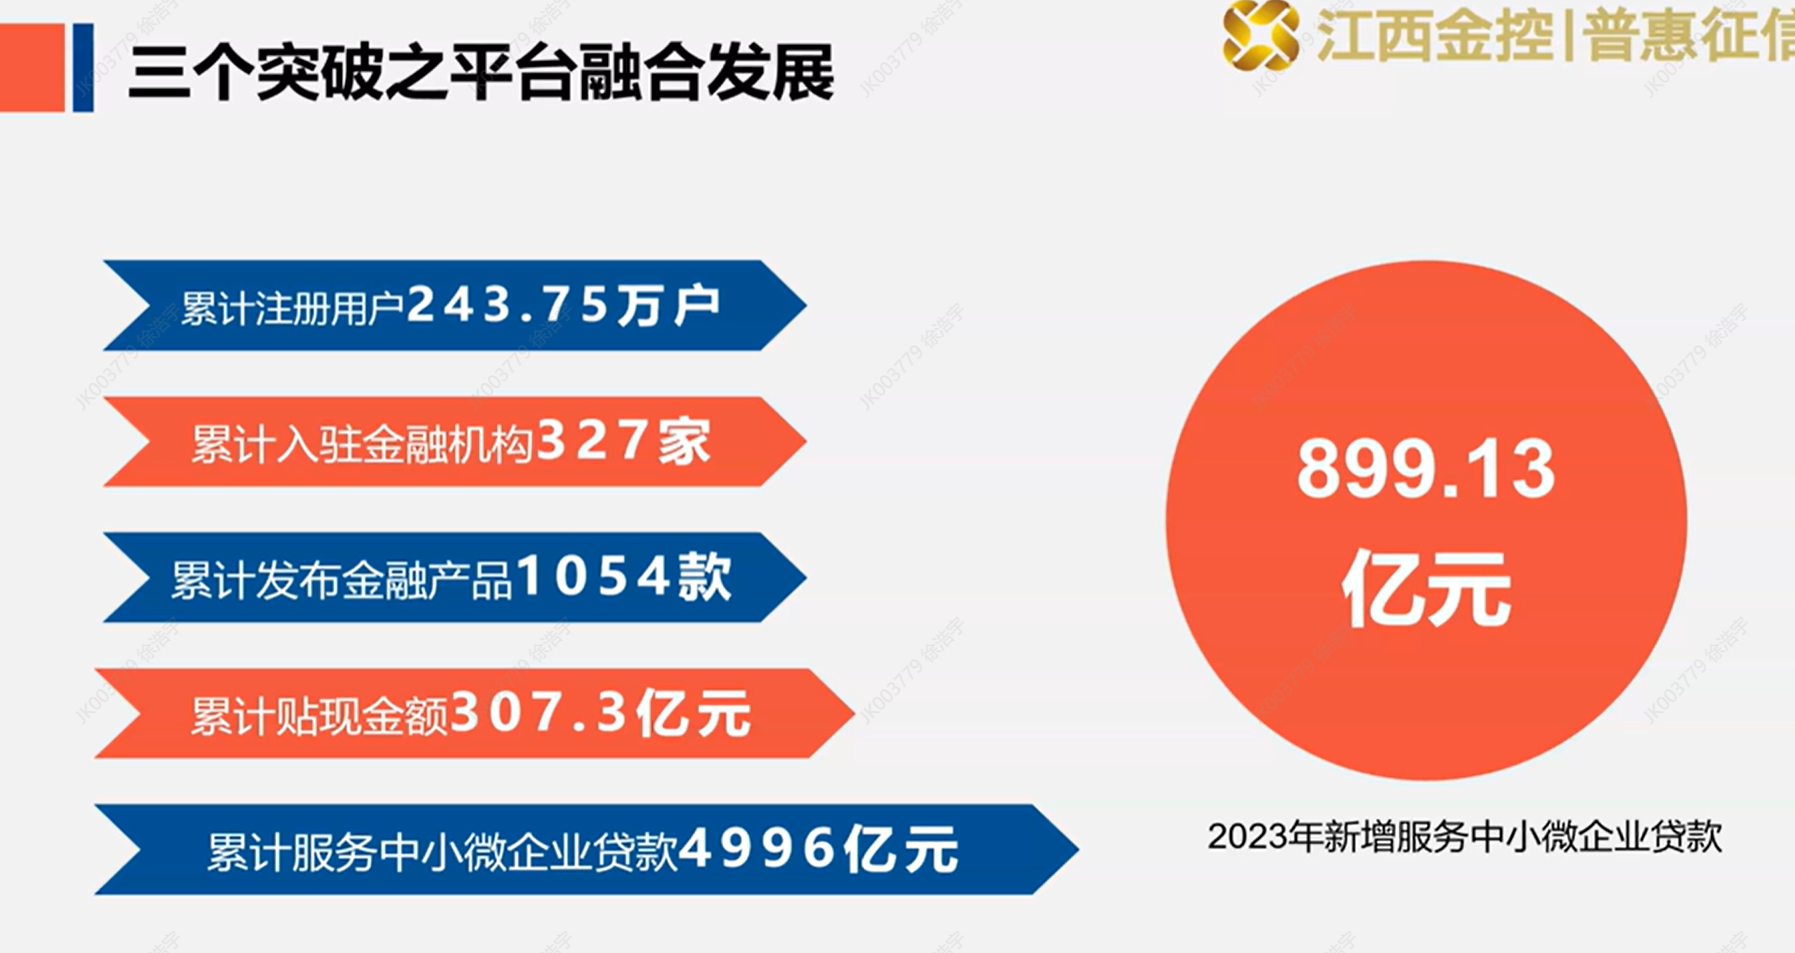 三个突破之平台融合发展
江西金控|普惠征信
累计注册用户243.75万户
累计入驻金融机构327家
累计发布金融产品1054款
累计贴现金额307.3亿元
累计服务中小微企业贷款4996亿元
899.13
亿元
2023年新增服务中小微企业贷款
JK003779 徐浩宇